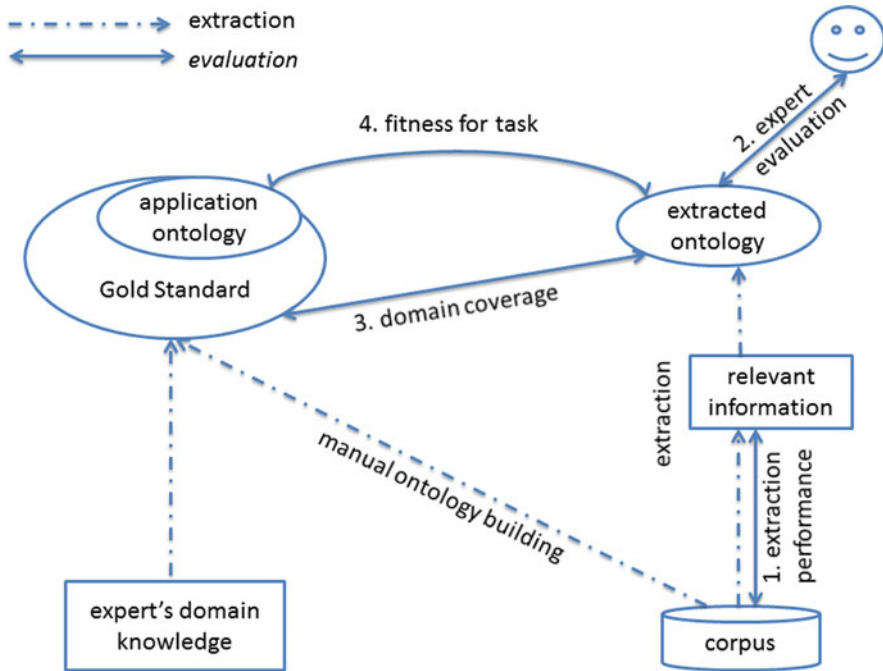 extraction
evaluation
4. fitness for task
2. expert
evaluation
application
ontology
Gold Standard
extracted
ontology
3. domain coverage
relevant
information
extraction
manual ontology building
1. extraction
performance
expert's domain
knowledge
corpus